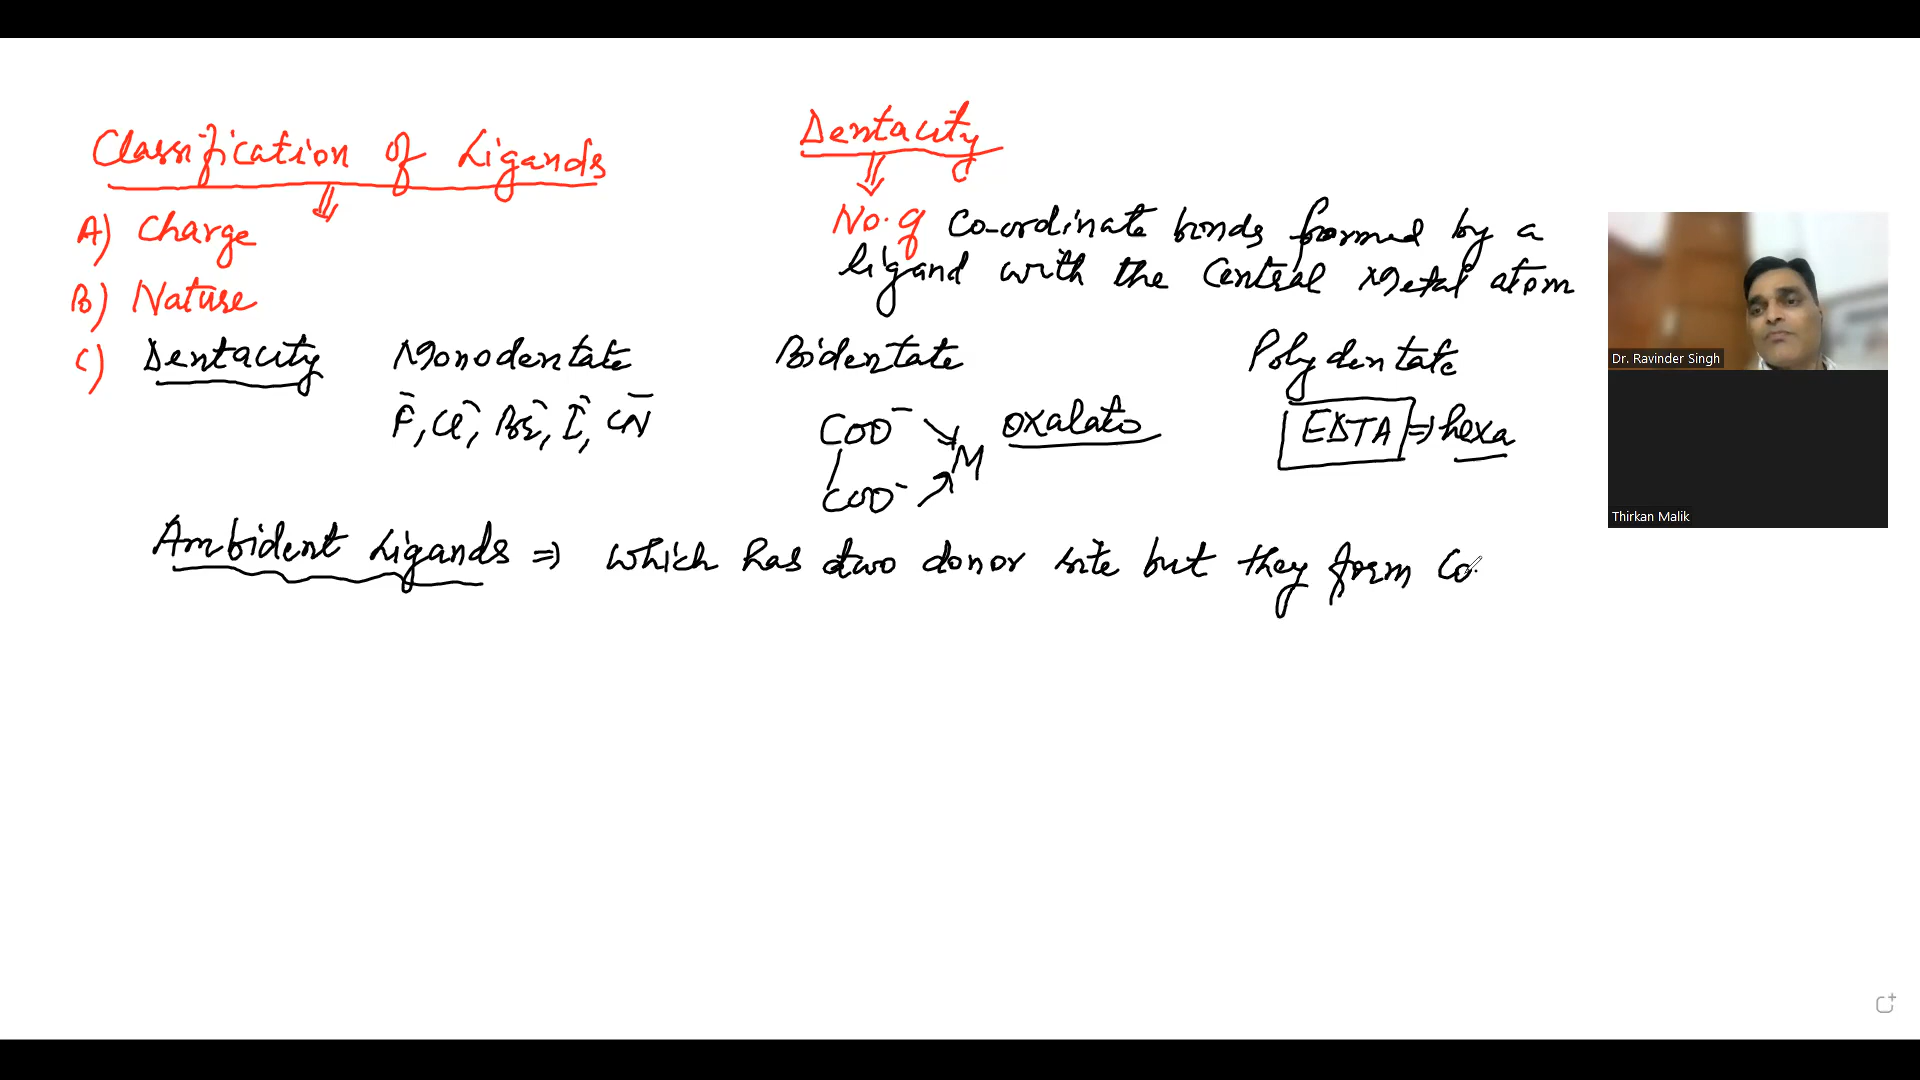 Classification of Ligands
A) Charge
B) Nature
Dentacity
No. of Co-ordinate bonds formed by a
ligand with the Central Metal atom
C) Dentacity Monodentate Bidentate Polydentate
F⁻, Cl⁻, Br⁻, I⁻, CN⁻
COO⁻ M oxalato
COO⁻
EDTA ⇒ hexa
Ambident Ligands ⇒ which has two donor site but they form Co
Dr. Ravinder Singh
Thirkan Malik